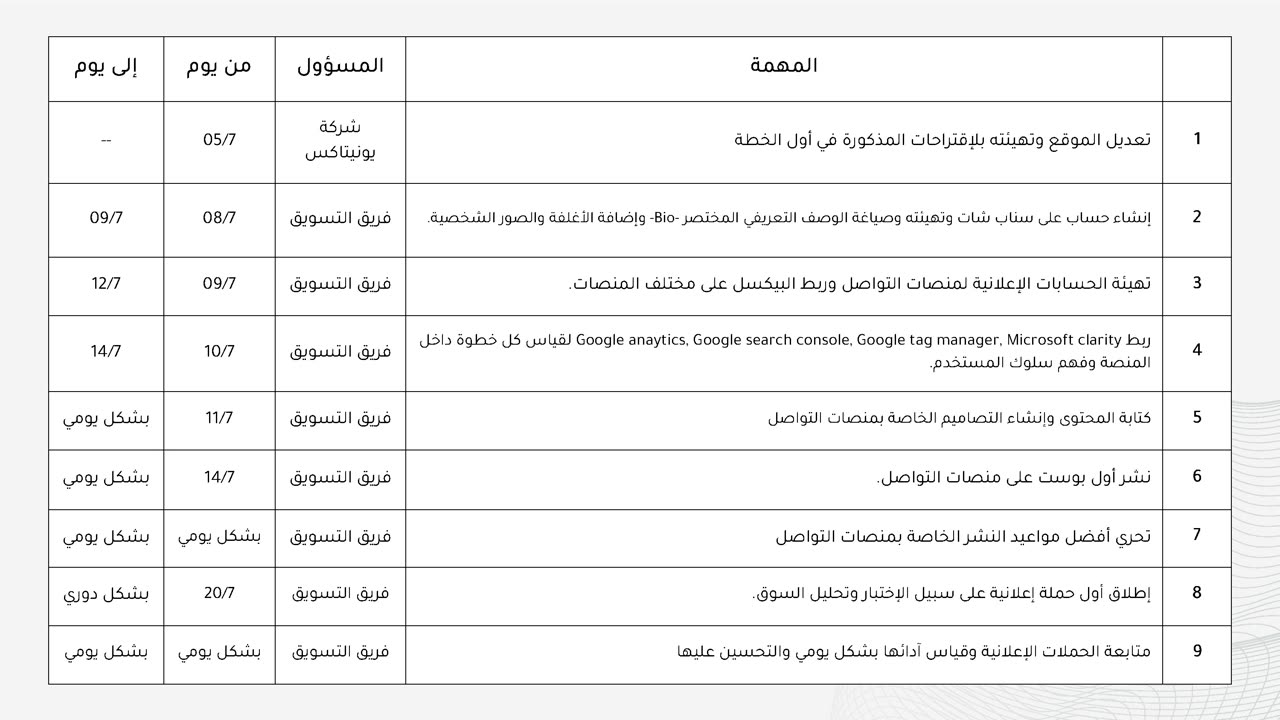 المهمة
المسؤول
من يوم
إلى يوم
1
تعديل الموقع وتهيئته بلإقتراحات المذكورة في أول الخطة
شركة
يونيتاكس
05/7
--
2
إنشاء حساب على سناب شات وتهيئته وصياغة الوصف التعريفي المختصر -Bio- وإضافة الأغلفة والصور الشخصية.
فريق التسويق
08/7
09/7
3
تهيئة الحسابات الإعلانية لمنصات التواصل وربط البيكسل على مختلف المنصات.
فريق التسويق
09/7
12/7
4
ربط Google anaytics, Google search console, Google tag manager, Microsoft clarity لقياس كل خطوة داخل
المنصة وفهم سلوك المستخدم.
فريق التسويق
10/7
14/7
5
كتابة المحتوى وإنشاء التصاميم الخاصة بمنصات التواصل
فريق التسويق
11/7
بشكل يومي
6
نشر أول بوست على منصات التواصل.
فريق التسويق
14/7
بشكل يومي
7
تحري أفضل مواعيد النشر الخاصة بمنصات التواصل
فريق التسويق
بشكل يومي
بشكل يومي
8
إطلاق أول حملة إعلانية على سبيل الإختبار وتحليل السوق.
فريق التسويق
20/7
بشكل دوري
9
متابعة الحملات الإعلانية وقياس آدائها بشكل يومي والتحسين عليها
فريق التسويق
بشكل يومي
بشكل يومي